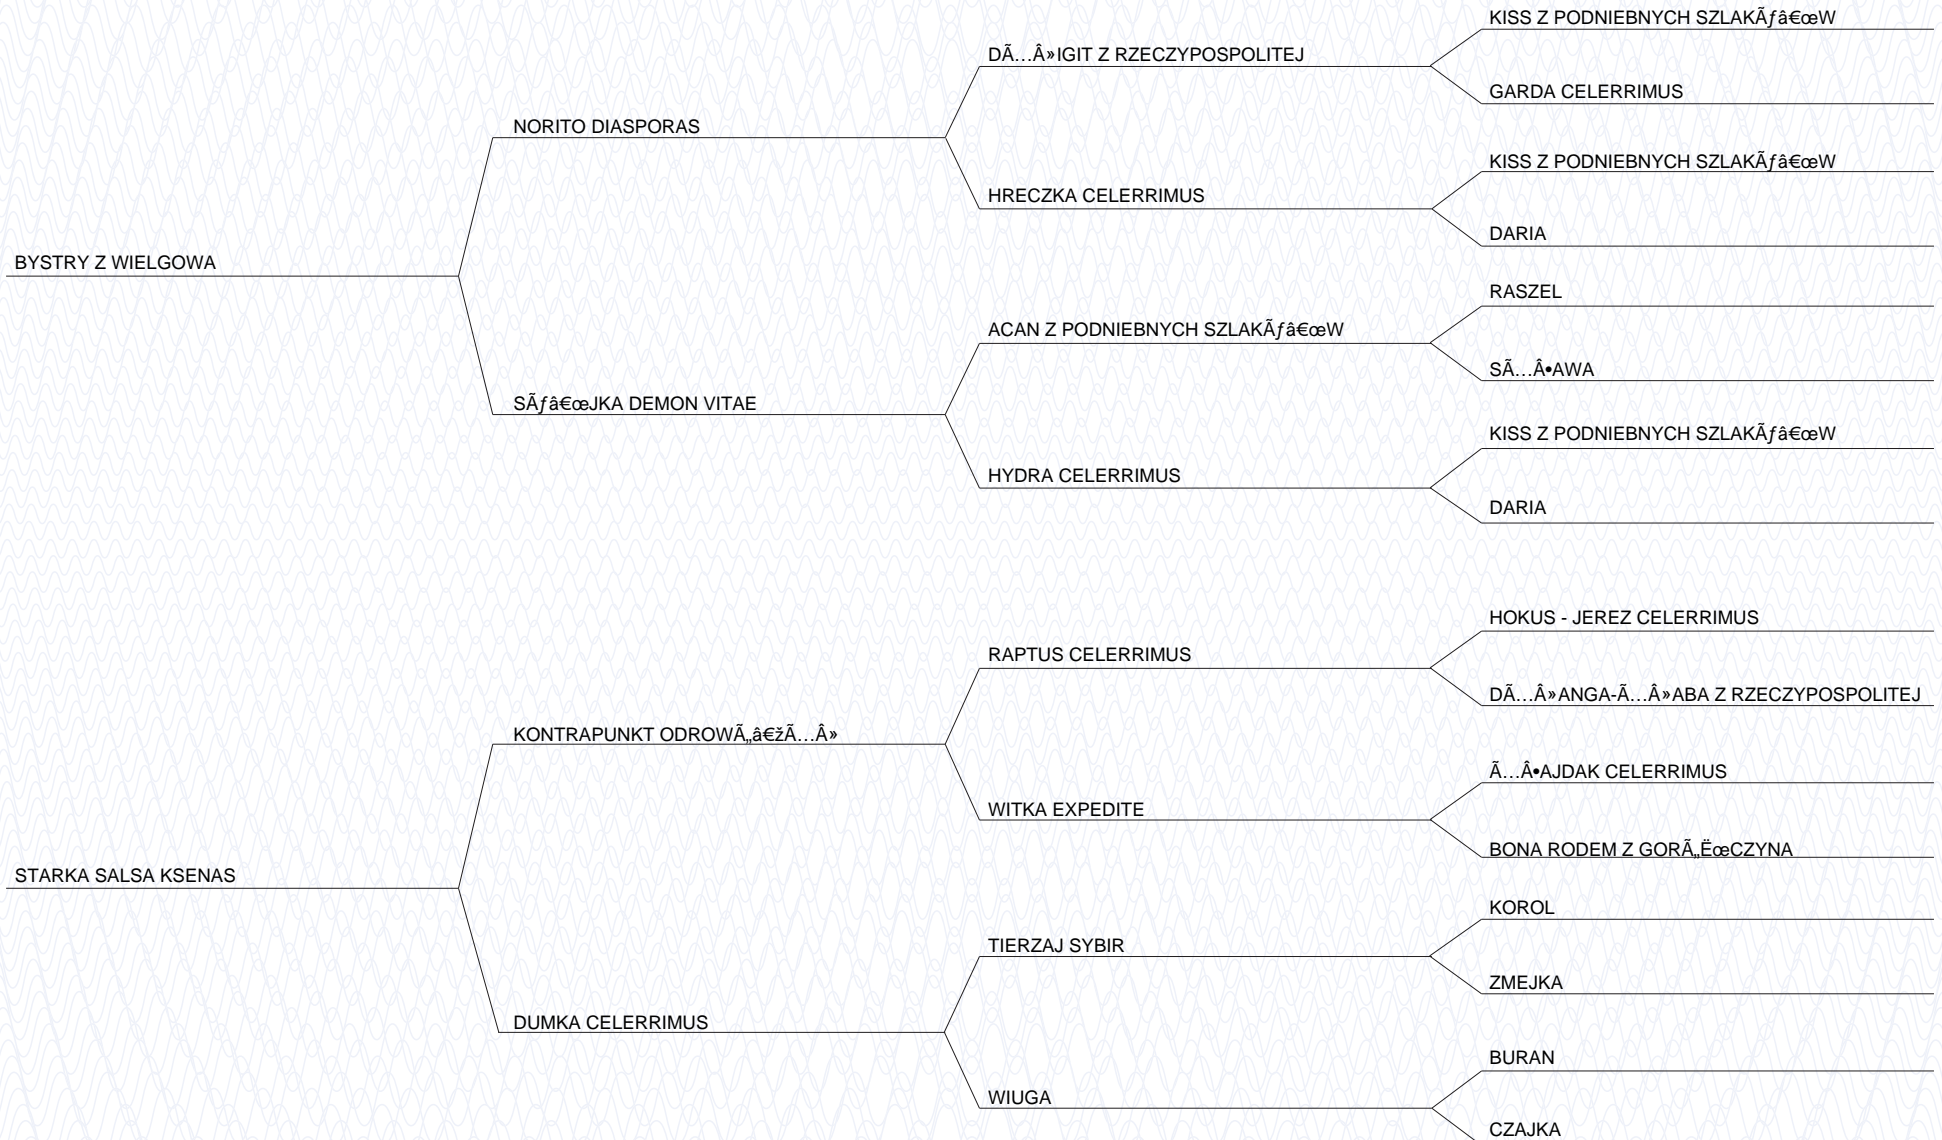 KISS Z PODNIEBNYCH SZLAKÃƒâ€œW
DÃ…Â»IGIT Z RZECZYPOSPOLITEJ
GARDA CELERRIMUS
NORITO DIASPORAS
KISS Z PODNIEBNYCH SZLAKÃƒâ€œW
HRECZKA CELERRIMUS
DARIA
BYSTRY Z WIELGOWA
RASZEL
ACAN Z PODNIEBNYCH SZLAKÃƒâ€œW
SÃ…Â•AWA
SÃƒâ€œJKA DEMON VITAE
KISS Z PODNIEBNYCH SZLAKÃƒâ€œW
HYDRA CELERRIMUS
DARIA
HOKUS - JEREZ CELERRIMUS
RAPTUS CELERRIMUS
DÃ…Â»ANGA-Ã…Â»ABA Z RZECZYPOSPOLITEJ
KONTRAPUNKT ODROWÃ„â€žÃ…Â»
Ã…Â•AJDAK CELERRIMUS
WITKA EXPEDITE
BONA RODEM Z GORÃ„ËœCZYNA
STARKA SALSA KSENAS
KOROL
TIERZAJ SYBIR
ZMEJKA
DUMKA CELERRIMUS
BURAN
WIUGA
CZAJKA